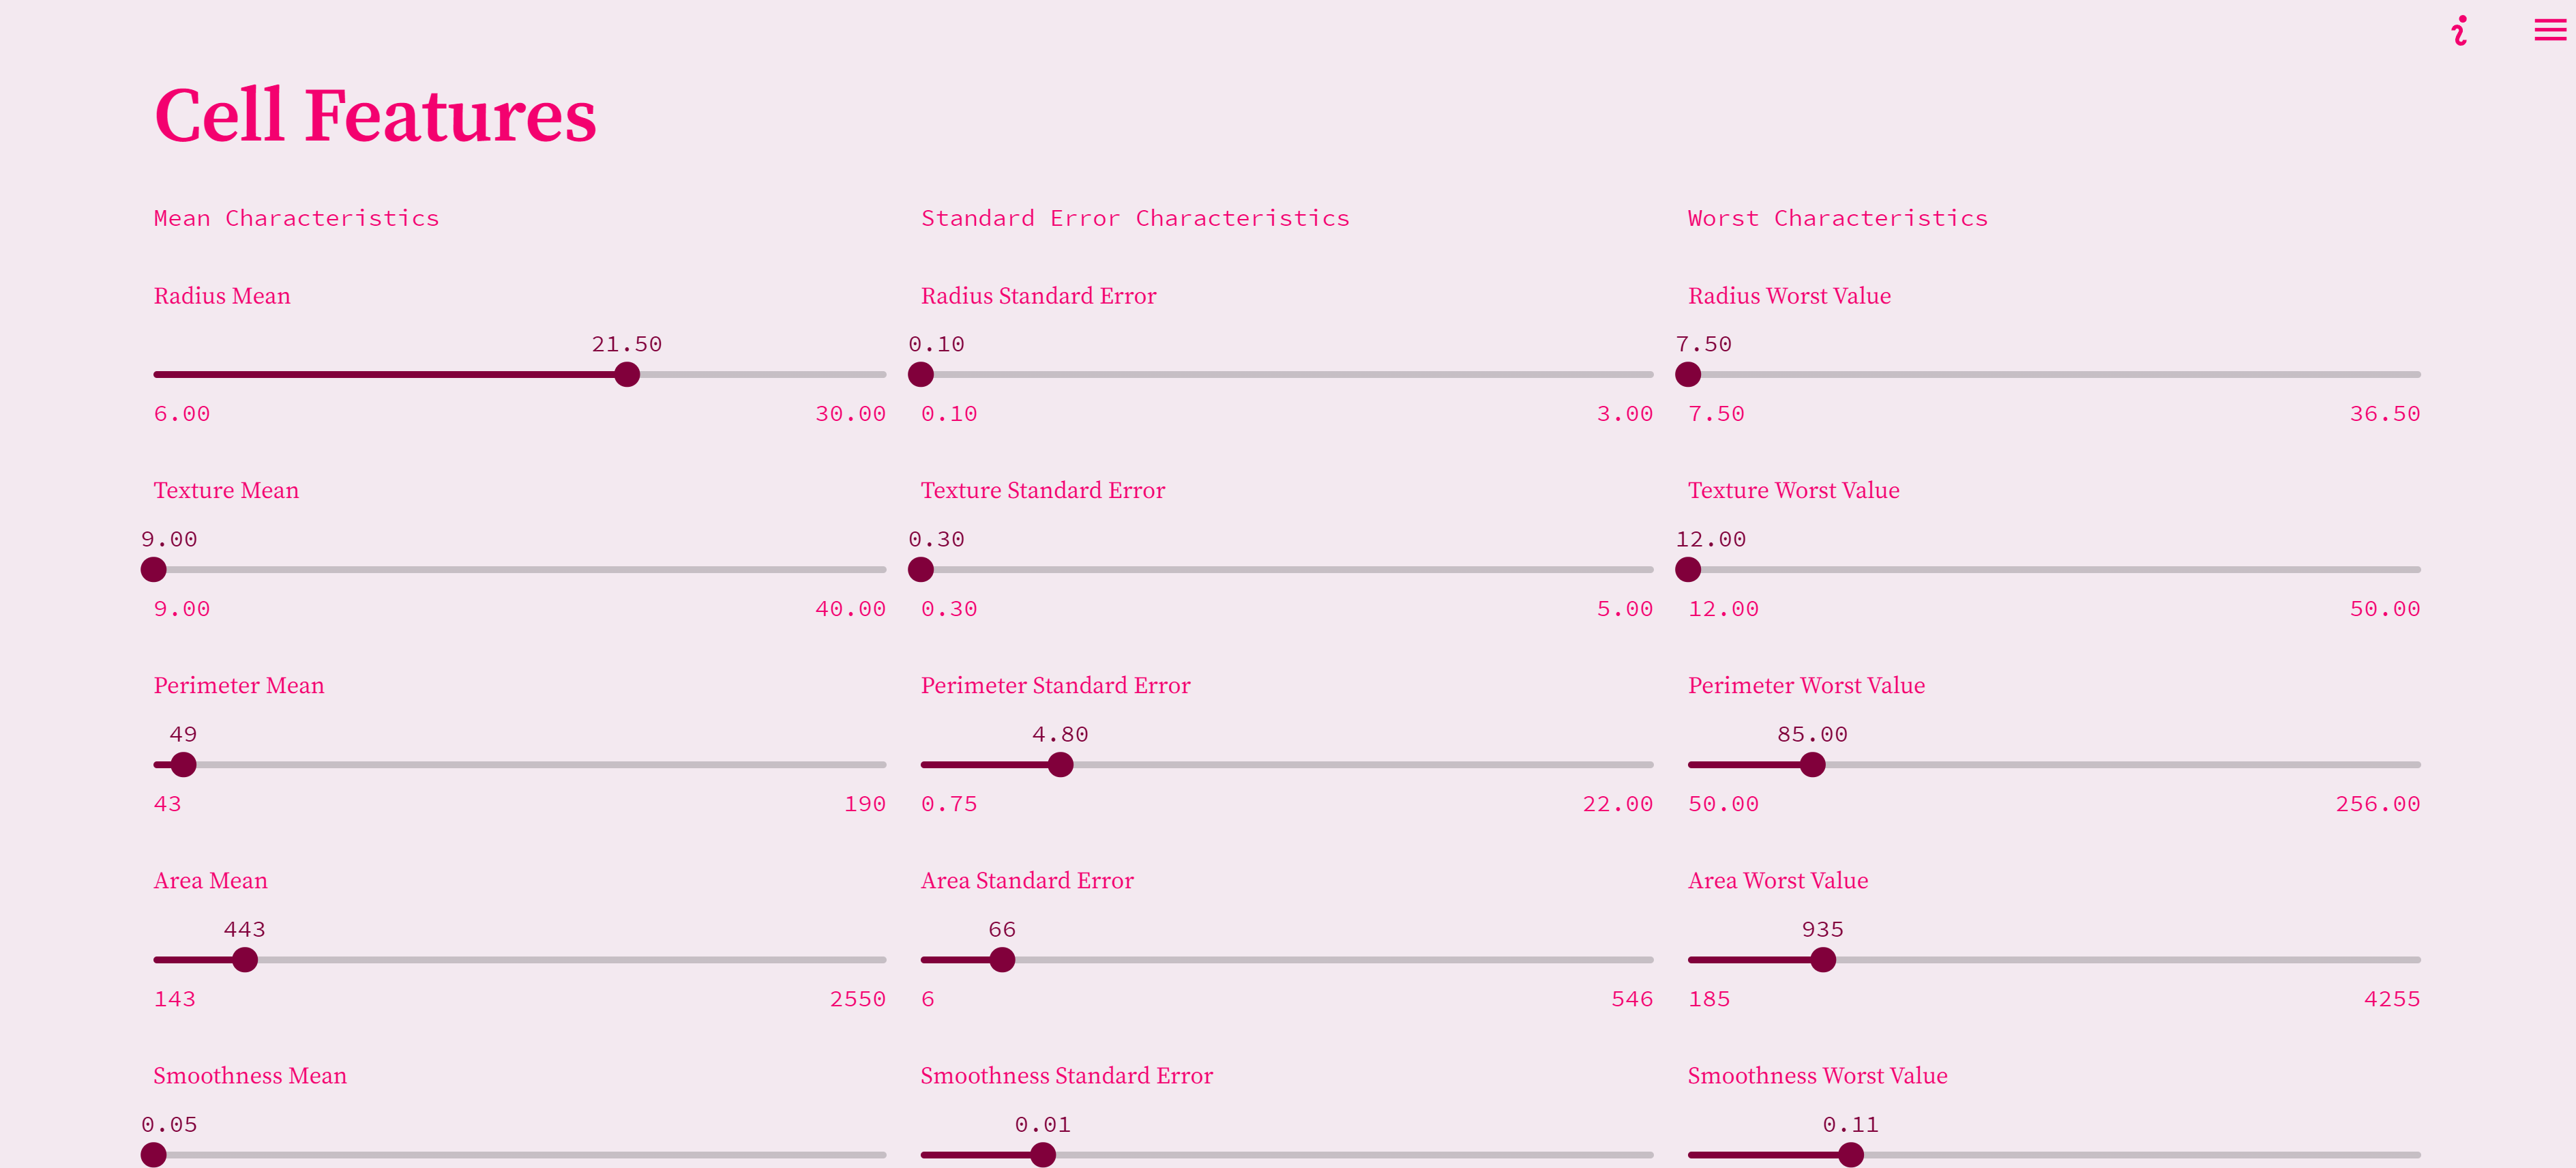 Cell Features
Mean Characteristics
Standard Error Characteristics
Worst Characteristics
Radius Mean
Radius Standard Error
Radius Worst Value
21.50
0.10
7.50
6.00
30.00
0.10
3.00
7.50
36.50
Texture Mean
Texture Standard Error
Texture Worst Value
9.00
0.30
12.00
9.00
40.00
0.30
5.00
12.00
50.00
Perimeter Mean
Perimeter Standard Error
Perimeter Worst Value
49
4.80
85.00
43
190
0.75
22.00
50.00
256.00
Area Mean
Area Standard Error
Area Worst Value
443
66
935
143
2550
6
546
185
4255
Smoothness Mean
Smoothness Standard Error
Smoothness Worst Value
0.05
0.01
0.11